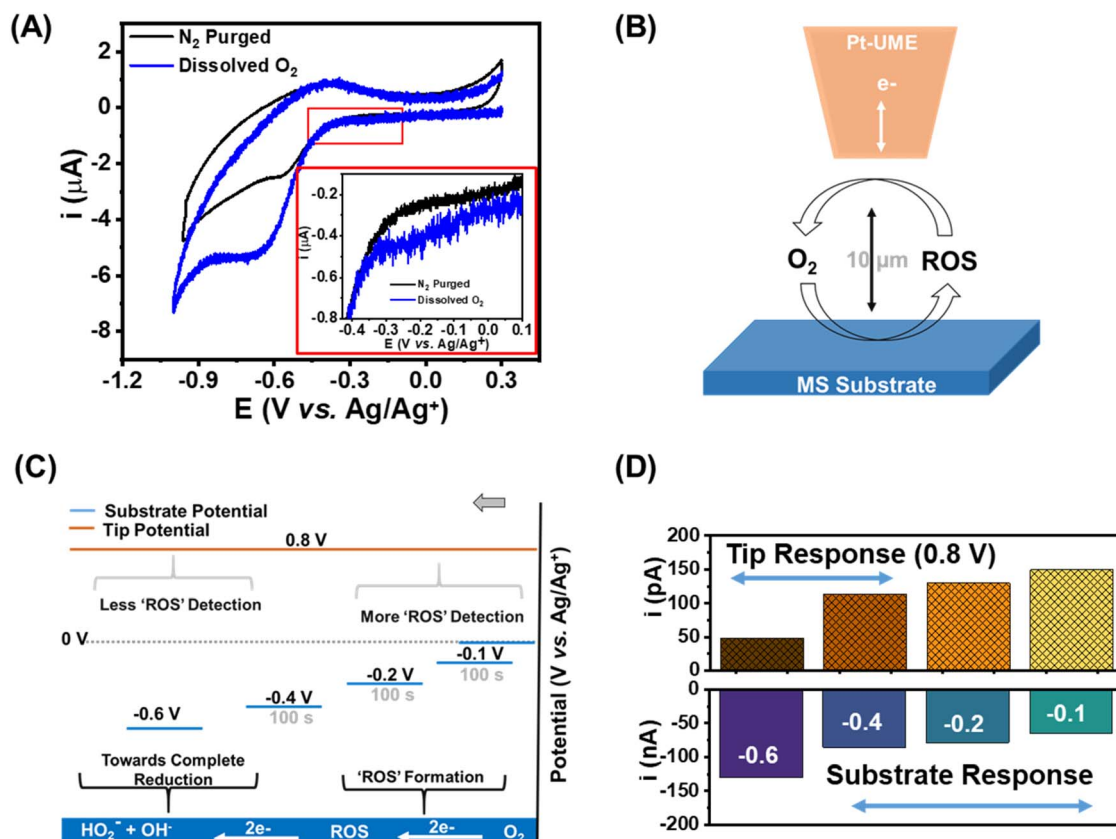 (A)
N₂ Purged
Dissolved O₂
4
2
0
-2
-4
-6
-8
i (μA)
-1.2 -0.9 -0.6 -0.3 0.0 0.3
E (V vs. Ag/Ag⁺)
-0.2
-0.4
-0.6
-0.8
i (μA)
N₂ Purged
Dissolved O₂
-0.4 -0.3 -0.2 -0.1 0.0 0.1
E (V vs. Ag/Ag⁺)
(B)
Pt-UME
e-
O₂ 10 μm ROS
MS Substrate
(C)
Substrate Potential
Tip Potential
0.8 V
Less 'ROS' Detection
More 'ROS' Detection
0 V
-0.1 V
100 s
-0.2 V
100 s
-0.4 V
100 s
-0.6 V
Towards Complete
Reduction
'ROS' Formation
HO₂⁻ + OH⁻ 2e- ROS 2e- O₂
Potential (V vs. Ag/Ag⁺)
(D)
200
150
100
50
0
i (pA)
Tip Response (0.8 V)
0
-50
-100
-150
i (nA)
-0.6
-0.4
-0.2
-0.1
Substrate Response